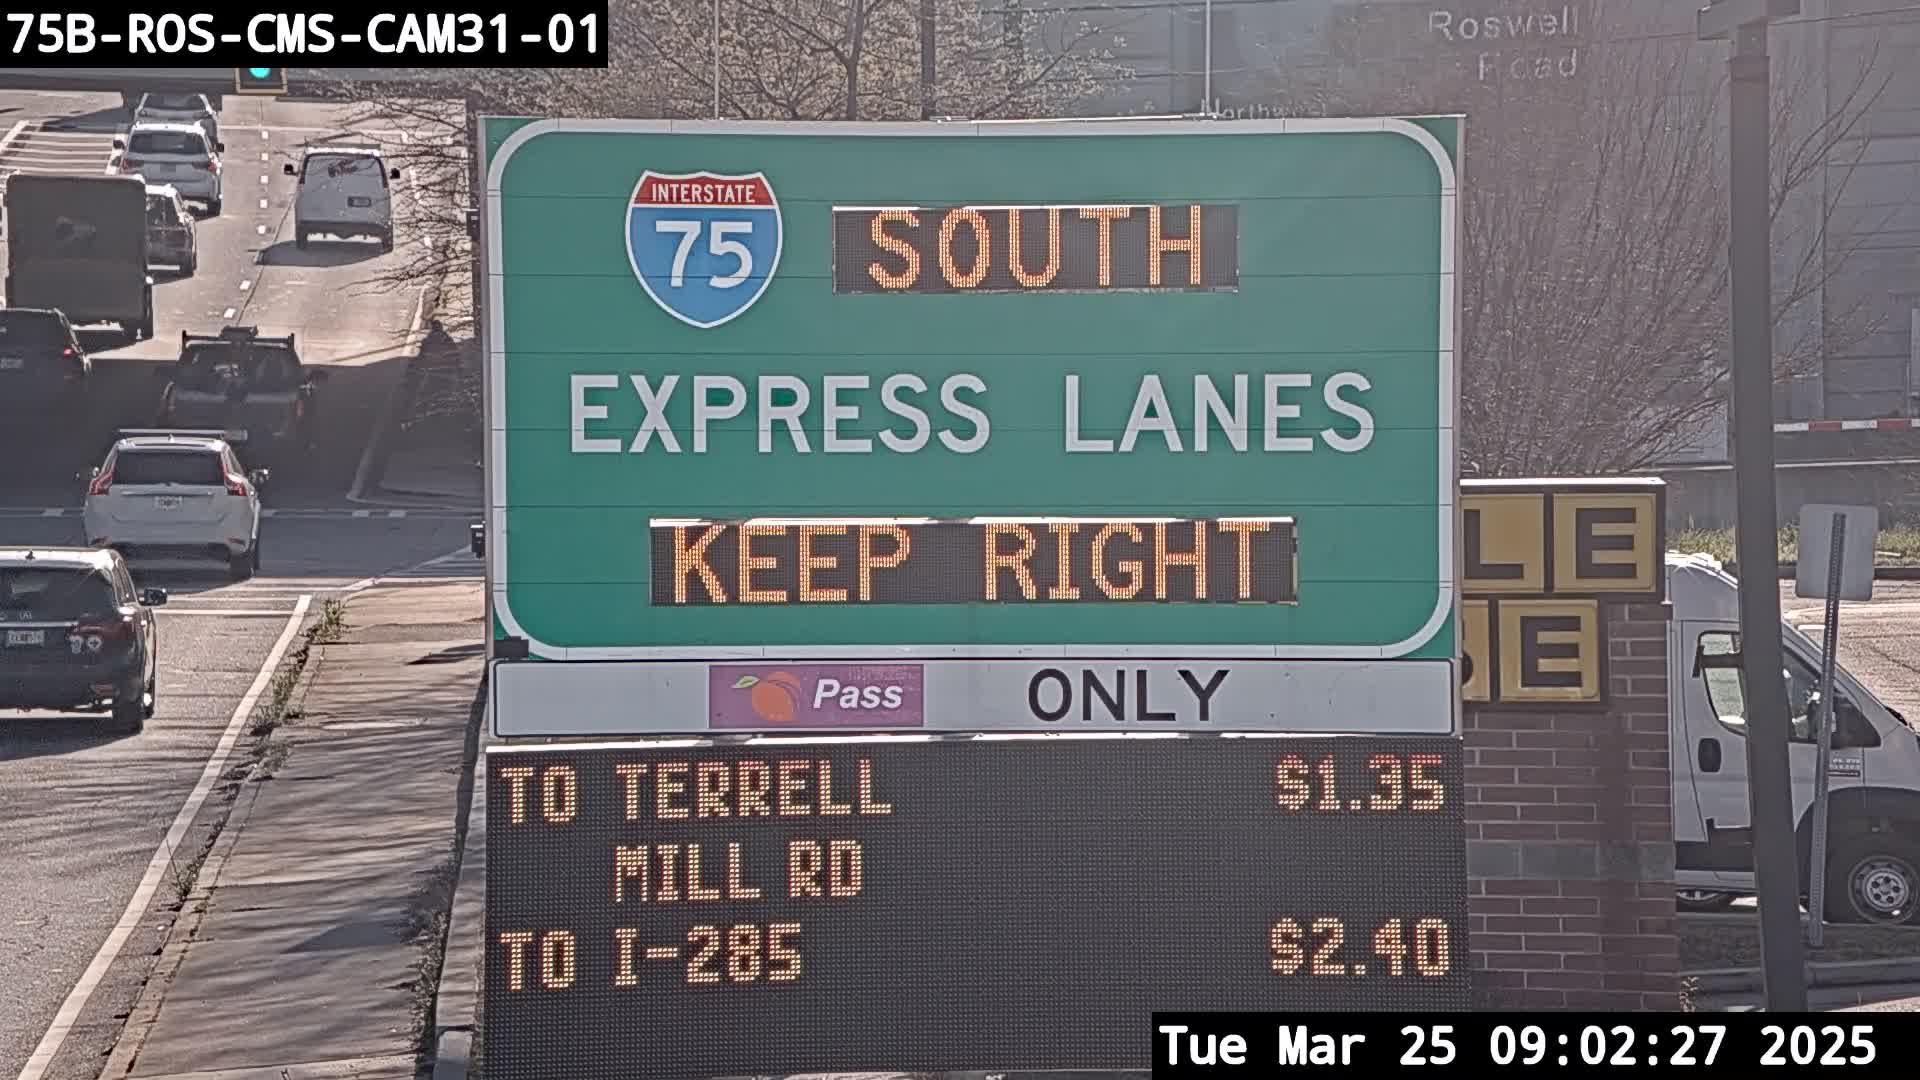 75B-ROS-CMS-CAM31-01
Roswell
Road
INTERSTATE
75
SOUTH
EXPRESS LANES
KEEP RIGHT
LE
E
Pass
ONLY
TO TERRELL $1.35
MILL RD
TO I-285 $2.40
Tue Mar 25 09:02:27 2025